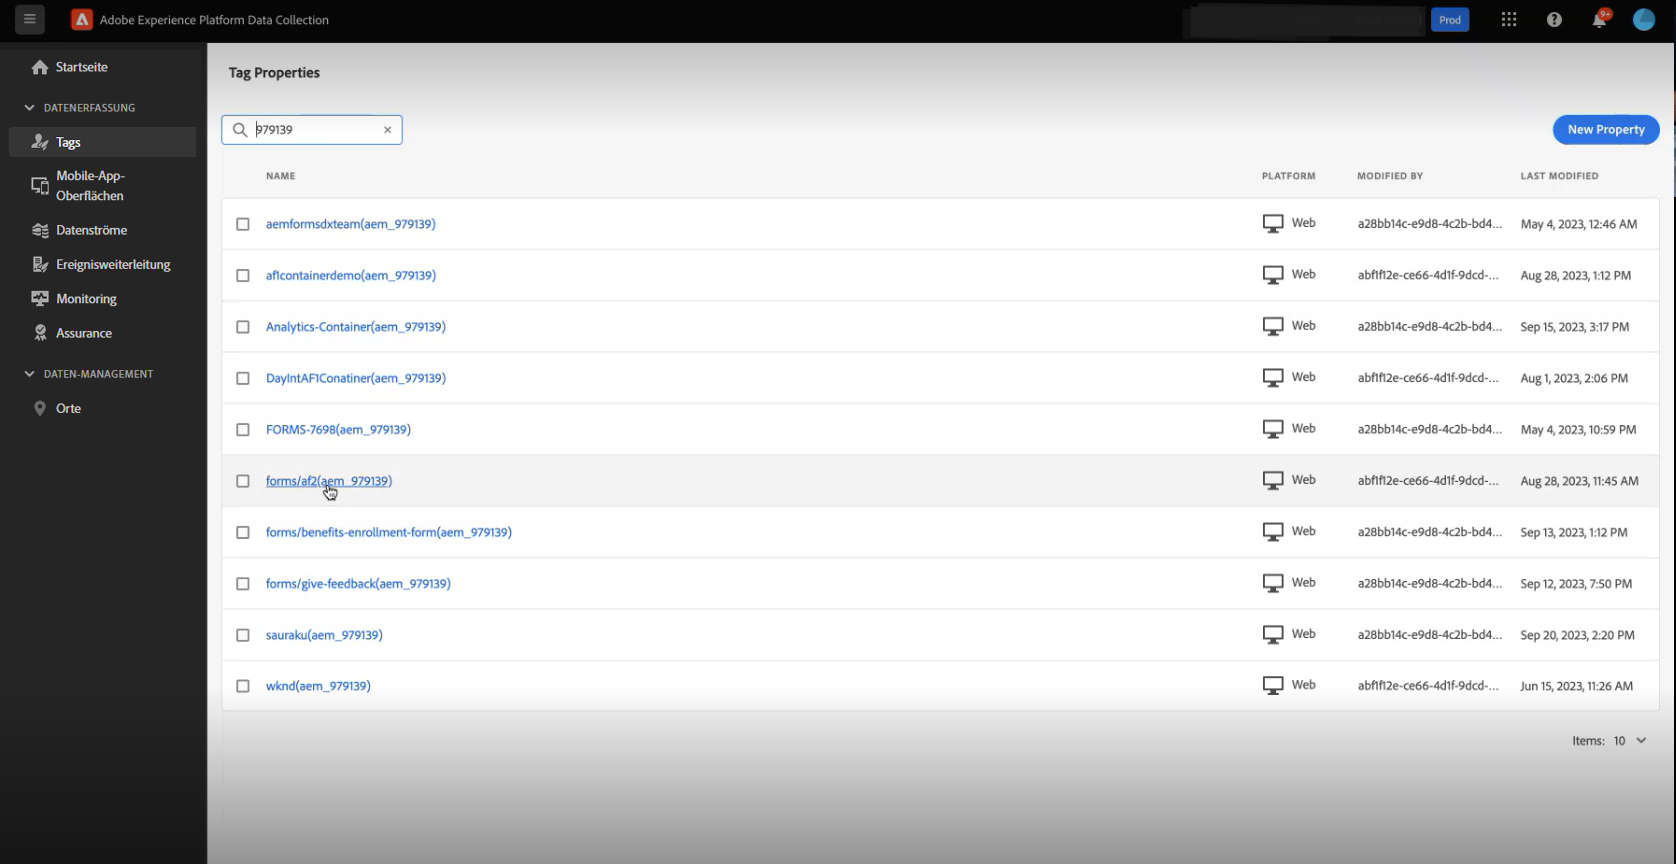 Adobe Experience Platform Data Collection
Prod
9+
Startseite
DATENERFASSUNG
Tags
Mobile-App-
Oberflächen
Datenströme
Ereignisweiterleitung
Monitoring
Assurance
DATEN-MANAGEMENT
Orte
Tag Properties
979139
New Property
NAME PLATFORM MODIFIED BY LAST MODIFIED
aemformsdxteam(aem_979139) Web a28bb14c-e9d8-4c2b-bd4... May 4, 2023, 12:46 AM
af1containerdemo(aem_979139) Web abf1f12e-ce66-4d1f-9dcd-... Aug 28, 2023, 1:12 PM
Analytics-Container(aem_979139) Web a28bb14c-e9d8-4c2b-bd4... Sep 15, 2023, 3:17 PM
DayIntAF1Conatiner(aem_979139) Web abf1f12e-ce66-4d1f-9dcd-... Aug 1, 2023, 2:06 PM
FORMS-7698(aem_979139) Web a28bb14c-e9d8-4c2b-bd4... May 4, 2023, 10:59 PM
forms/af2(aem_979139) Web abf1f12e-ce66-4d1f-9dcd-... Aug 28, 2023, 11:45 AM
forms/benefits-enrollment-form(aem_979139) Web a28bb14c-e9d8-4c2b-bd4... Sep 13, 2023, 1:12 PM
forms/give-feedback(aem_979139) Web a28bb14c-e9d8-4c2b-bd4... Sep 12, 2023, 7:50 PM
sauraku(aem_979139) Web a28bb14c-e9d8-4c2b-bd4... Sep 20, 2023, 2:20 PM
wknd(aem_979139) Web abf1f12e-ce66-4d1f-9dcd-... Jun 15, 2023, 11:26 AM
Items: 10